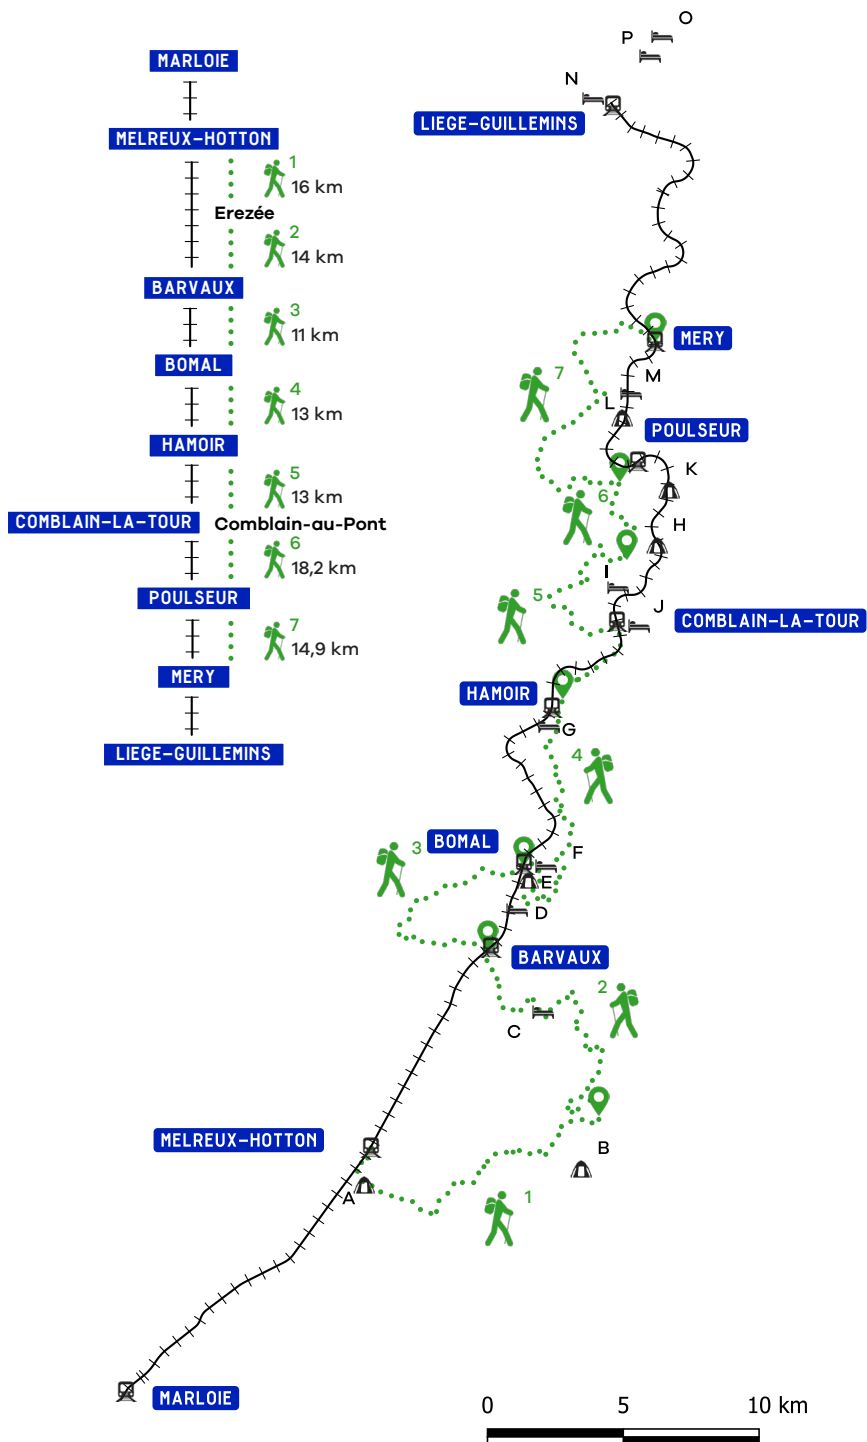 MARLOIE
MELREUX-HOTTON
1
16 km
Erezée
2
14 km
BARVAUX
3
11 km
BOMAL
4
13 km
HAMOIR
5
13 km
COMBLAIN-LA-TOUR
Comblain-au-Pont
6
18,2 km
POULSEUR
7
14,9 km
MERY
LIEGE-GUILLEMINS
O
P
N
LIEGE-GUILLEMINS
MERY
7
M
L
POULSEUR
K
6
H
I
5
J
COMBLAIN-LA-TOUR
HAMOIR
G
4
BOMAL
3
F
E
D
BARVAUX
2
C
MELREUX-HOTTON
B
A
1
MARLOIE
0 5 10 km